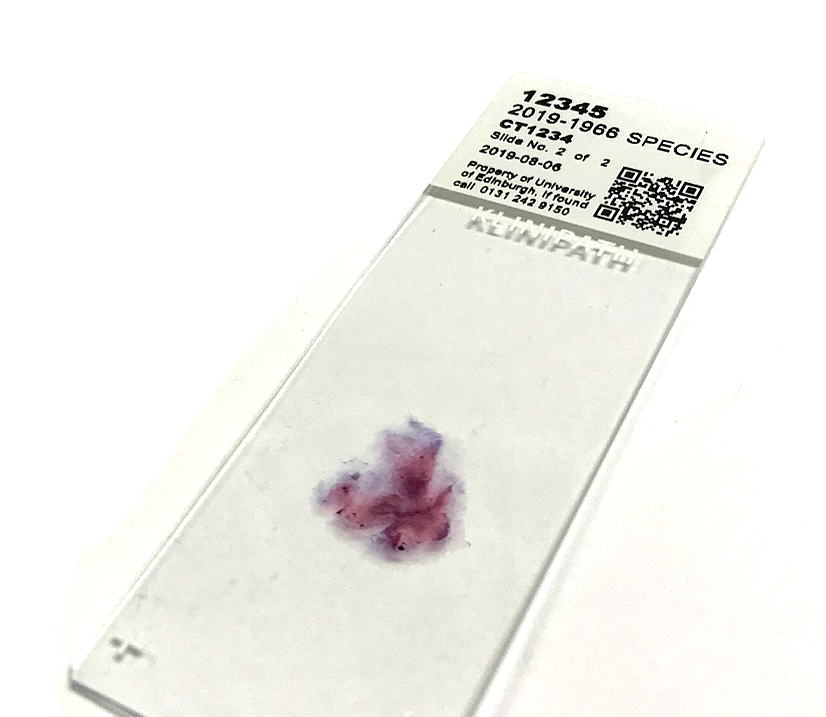 12345
2019-1966 SPECIES
CT1234
Slide No. 2 of 2
2019-08-06
Property of University
of Edinburgh, if found
call 0131 242 9150
KLINIPATH